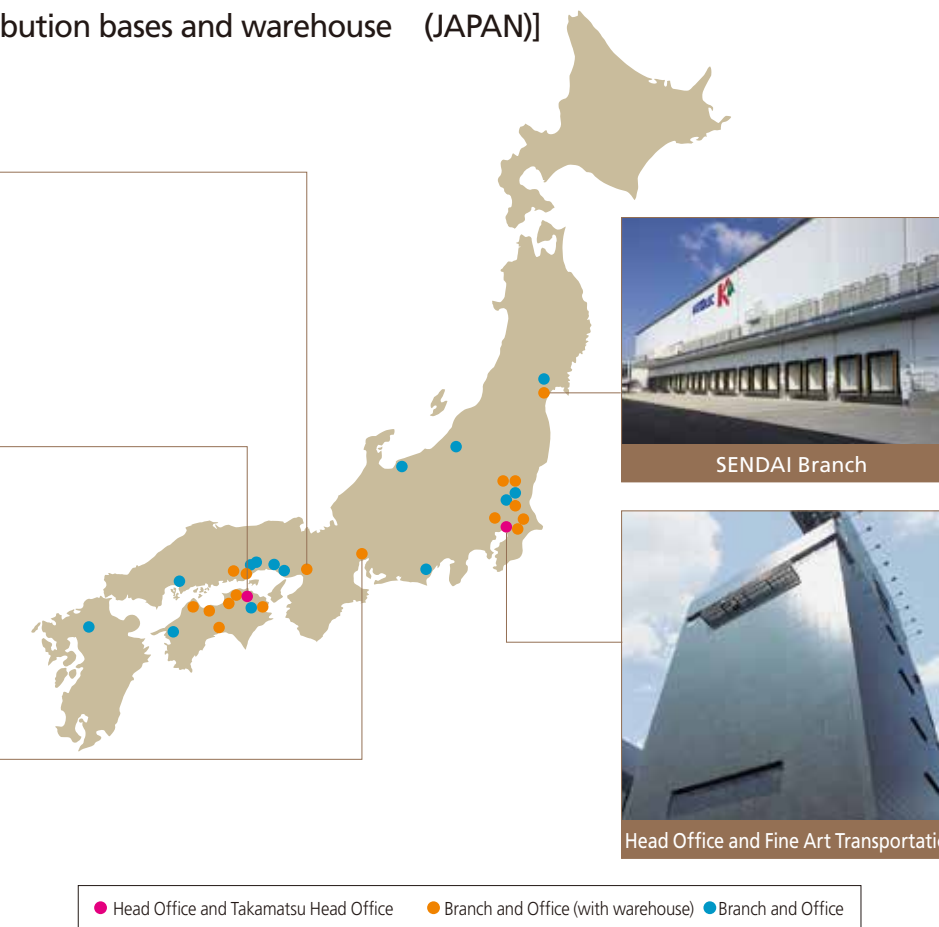 bution bases and warehouse (JAPAN)]
SENDAI Branch
Head Office and Fine Art Transportatio
Head Office and Takamatsu Head Office
Branch and Office (with warehouse)
Branch and Office